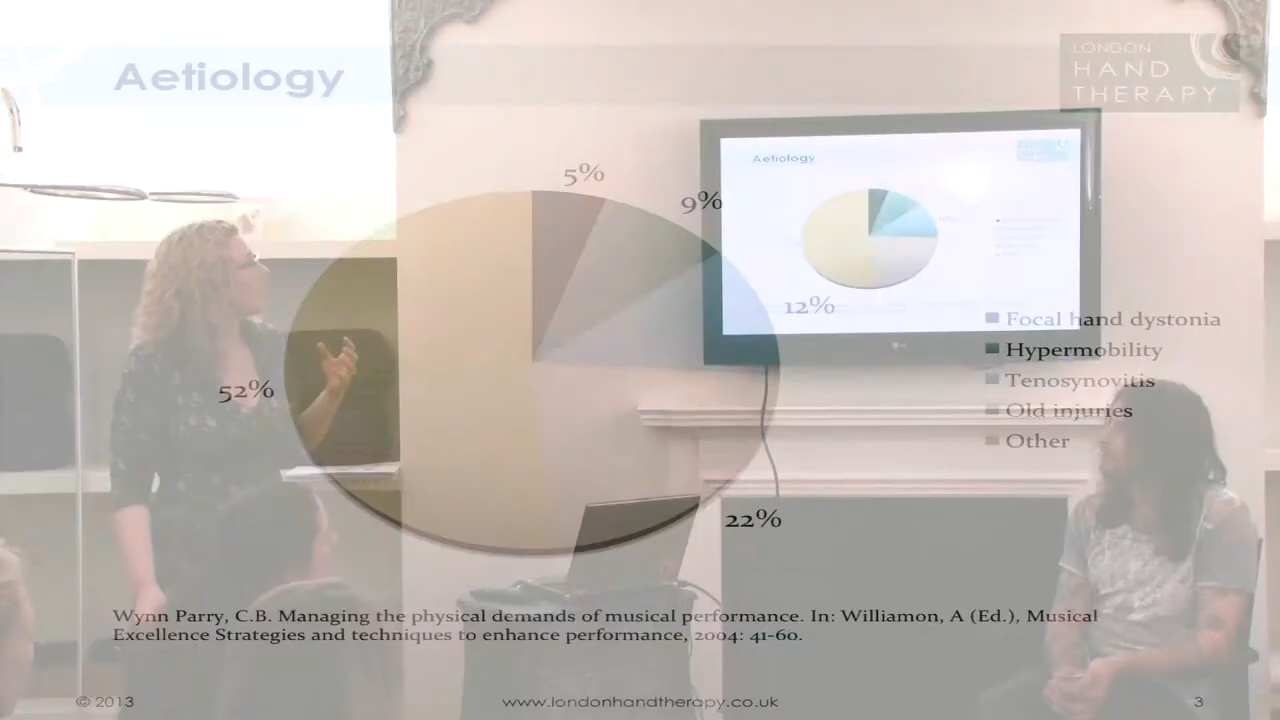 Aetiology
LONDON
HAND
THERAPY
5%
9%
Aetiology
12%
Focal hand dystonia
Hypermobility
Tenosynovitis
Old injuries
Other
52%
22%
Wynn Parry, C.B. Managing the physical demands of musical performance. In: Williamon, A (Ed.), Musical
Excellence Strategies and techniques to enhance performance, 2004: 41-60.
© 2013
www.londonhandtherapy.co.uk
3